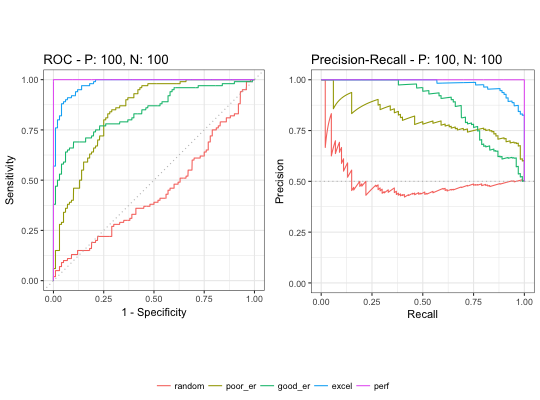 ROC - P: 100, N: 100
1.00
0.75
0.50
0.25
0.00
Sensitivity
0.00 0.25 0.50 0.75 1.00
1 - Specificity
Precision-Recall - P: 100, N: 100
1.00
0.75
0.50
0.25
0.00
Precision
0.00 0.25 0.50 0.75 1.00
Recall
random poor_er good_er excel perf